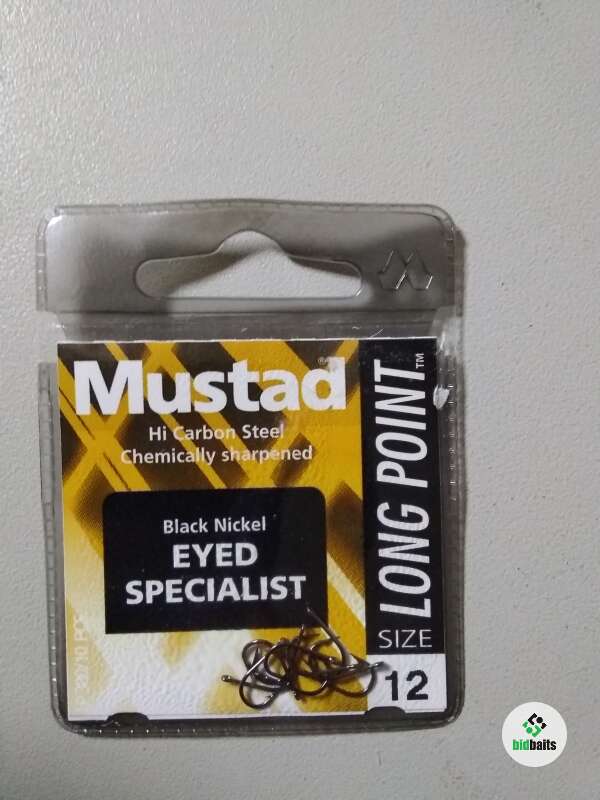 Mustad®
Hi Carbon Steel
Chemically sharpened
Black Nickel
EYED
SPECIALIST
LONG POINT™
SIZE
12
bidbaits